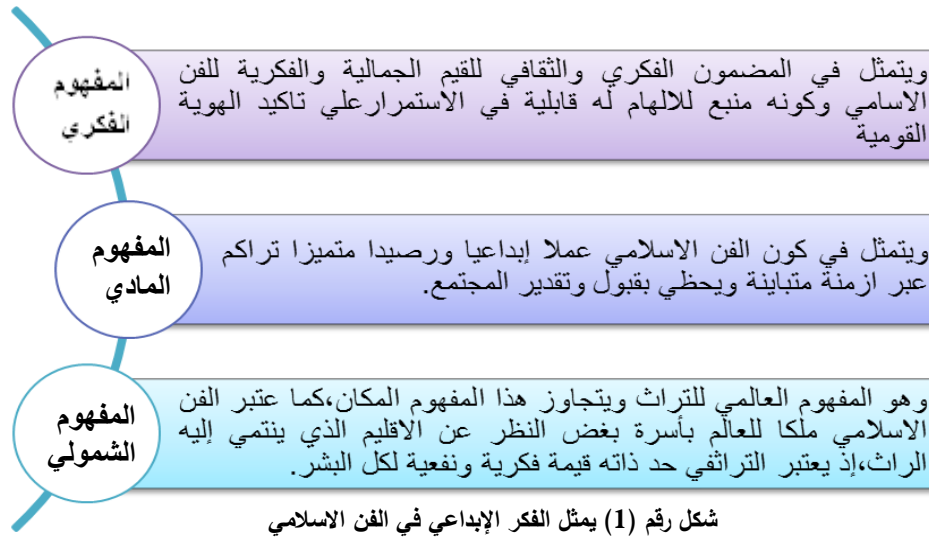 المفهوم
الفكري
ويتمثل في المضمون الفكري والثقافي للقيم الجمالية والفكرية للفن
الاسامي وكونه منبع للالهام له قابلية في الاستمرارعلي تاكيد الهوية
القومية
المفهوم
المادي
ويتمثل في كون الفن الاسلامي عملا إبداعيا ورصيدا متميزا تراكم
عبر ازمنة متباينة ويحظي بقبول وتقدير المجتمع.
المفهوم
الشمولي
وهو المفهوم العالمي للتراث ويتجاوز هذا المفهوم المكان،كما عتبر الفن
الاسلامي ملكا للعالم بأسرة بغض النظر عن الاقليم الذي ينتمي إليه
الراث،إذ يعتبر التراثفي حد ذاته قيمة فكرية ونفعية لكل البشر.
شكل رقم (1) يمثل الفكر الإبداعي في الفن الاسلامي